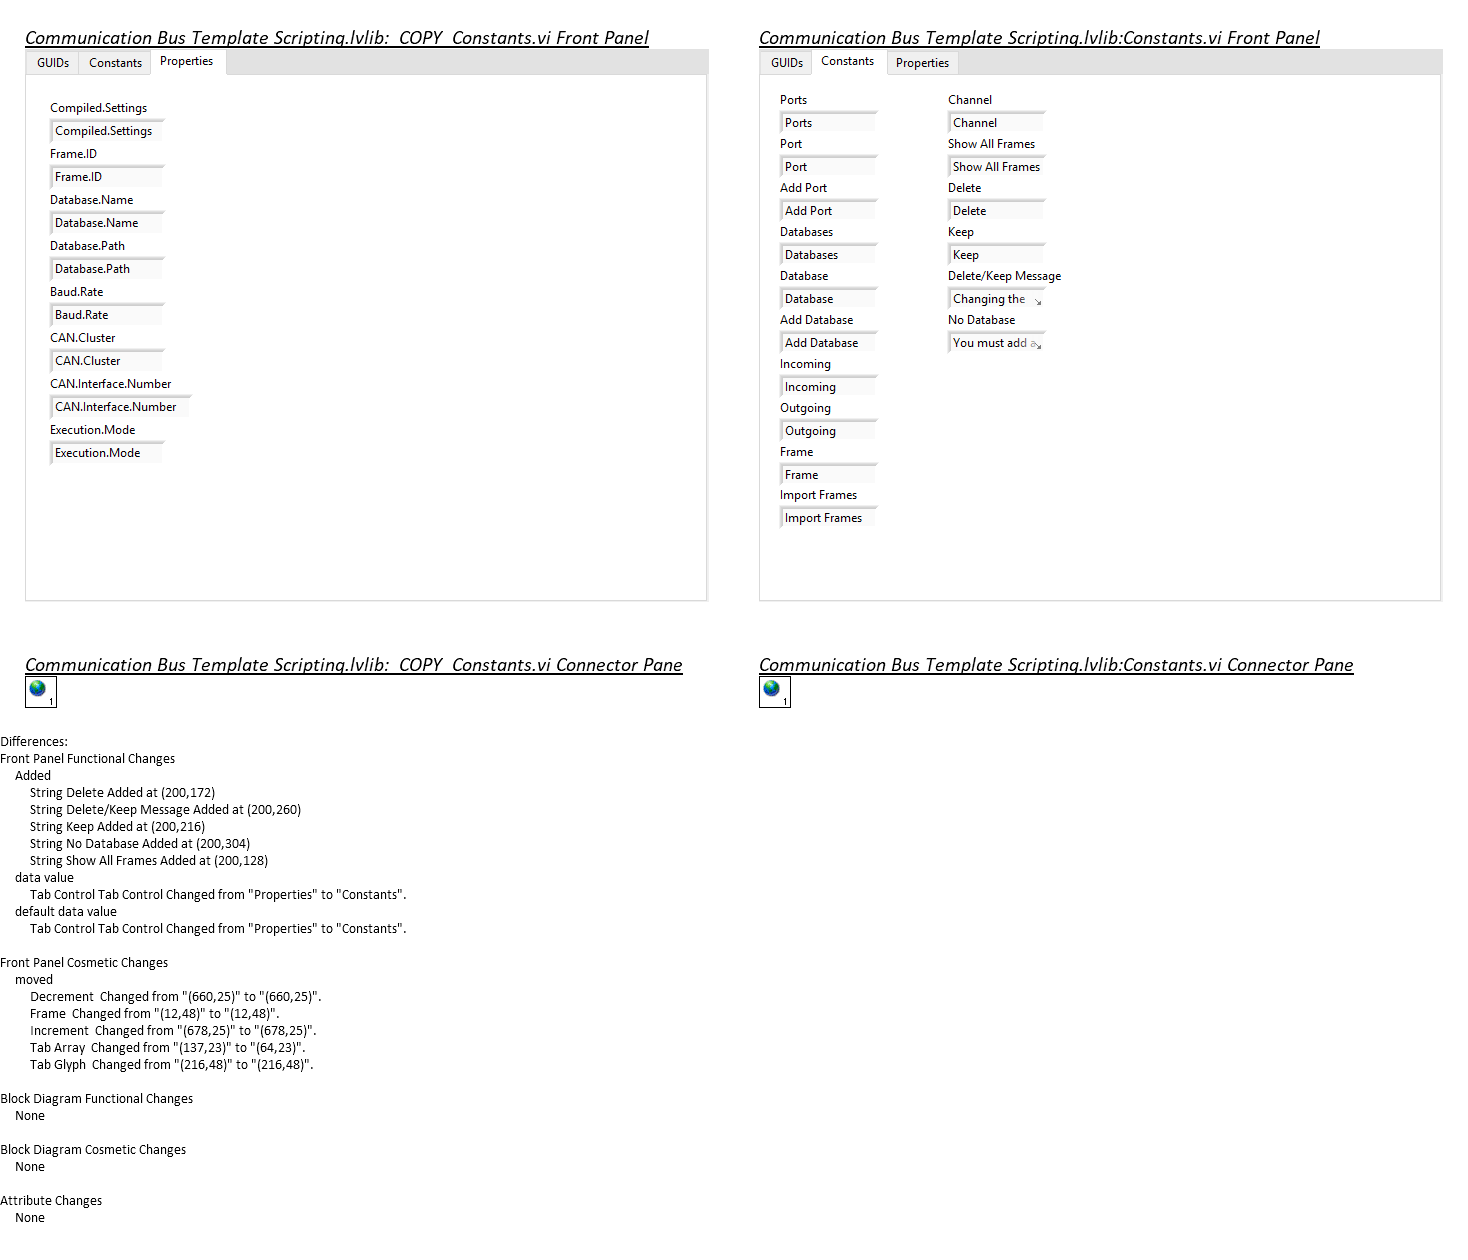 Communication Bus Template Scripting.lvlib:_COPY_Constants.vi Front Panel
GUIDs Constants Properties
Compiled.Settings
Compiled.Settings
Frame.ID
Frame.ID
Database.Name
Database.Name
Database.Path
Database.Path
Baud.Rate
Baud.Rate
CAN.Cluster
CAN.Cluster
CAN.Interface.Number
CAN.Interface.Number
Execution.Mode
Execution.Mode
Communication Bus Template Scripting.lvlib:Constants.vi Front Panel
GUIDs Constants Properties
Ports
Ports
Port
Port
Add Port
Add Port
Databases
Databases
Database
Database
Add Database
Add Database
Incoming
Incoming
Outgoing
Outgoing
Frame
Frame
Import Frames
Import Frames
Channel
Channel
Show All Frames
Show All Frames
Delete
Delete
Keep
Keep
Delete/Keep Message
Changing the
No Database
You must add a
Communication Bus Template Scripting.lvlib:_COPY_Constants.vi Connector Pane
1
Communication Bus Template Scripting.lvlib:Constants.vi Connector Pane
1
Differences:
Front Panel Functional Changes
Added
String Delete Added at (200,172)
String Delete/Keep Message Added at (200,260)
String Keep Added at (200,216)
String No Database Added at (200,304)
String Show All Frames Added at (200,128)
data value
Tab Control Tab Control Changed from "Properties" to "Constants".
default data value
Tab Control Tab Control Changed from "Properties" to "Constants".
Front Panel Cosmetic Changes
moved
Decrement  Changed from "(660,25)" to "(660,25)".
Frame  Changed from "(12,48)" to "(12,48)".
Increment  Changed from "(678,25)" to "(678,25)".
Tab Array  Changed from "(137,23)" to "(64,23)".
Tab Glyph  Changed from "(216,48)" to "(216,48)".
Block Diagram Functional Changes
None
Block Diagram Cosmetic Changes
None
Attribute Changes
None